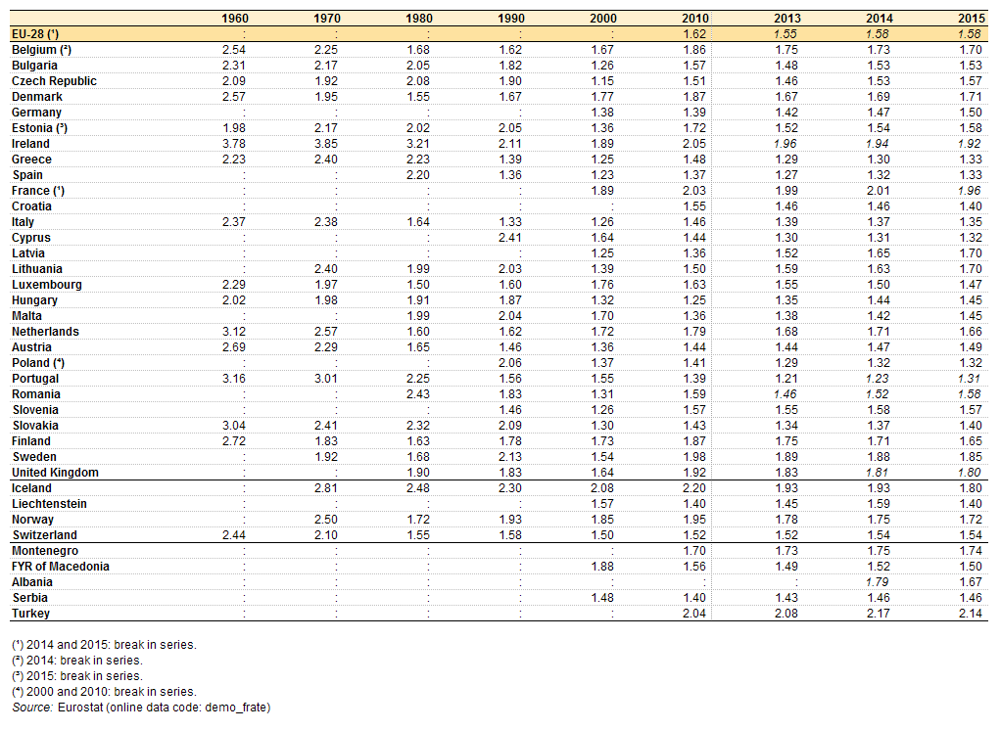 1960 1970 1980 1990 2000 2010 2013 2014 2015
EU-28 (¹) : : : : : 1.62 1.55 1.58 1.58
Belgium (²) 2.54 2.25 1.68 1.62 1.67 1.86 1.75 1.73 1.70
Bulgaria 2.31 2.17 2.05 1.82 1.26 1.57 1.48 1.53 1.53
Czech Republic 2.09 1.92 2.08 1.90 1.15 1.51 1.46 1.53 1.57
Denmark 2.57 1.95 1.55 1.67 1.77 1.87 1.67 1.69 1.71
Germany : : : : 1.38 1.39 1.42 1.47 1.50
Estonia (³) 1.98 2.17 2.02 2.05 1.36 1.72 1.52 1.54 1.58
Ireland 3.78 3.85 3.21 2.11 1.89 2.05 1.96 1.94 1.92
Greece 2.23 2.40 2.23 1.39 1.25 1.48 1.29 1.30 1.33
Spain : : 2.20 1.36 1.23 1.37 1.27 1.32 1.33
France (¹) : : : : 1.89 2.03 1.99 2.01 1.96
Croatia : : : : : 1.55 1.46 1.46 1.40
Italy 2.37 2.38 1.64 1.33 1.26 1.46 1.39 1.37 1.35
Cyprus : : : 2.41 1.64 1.44 1.30 1.31 1.32
Latvia : : : : 1.25 1.36 1.52 1.65 1.70
Lithuania : 2.40 1.99 2.03 1.39 1.50 1.59 1.63 1.70
Luxembourg 2.29 1.97 1.50 1.60 1.76 1.63 1.55 1.50 1.47
Hungary 2.02 1.98 1.91 1.87 1.32 1.25 1.35 1.44 1.45
Malta : : 1.99 2.04 1.70 1.36 1.38 1.42 1.45
Netherlands 3.12 2.57 1.60 1.62 1.72 1.79 1.68 1.71 1.66
Austria 2.69 2.29 1.65 1.46 1.36 1.44 1.44 1.47 1.49
Poland (⁴) : : : 2.06 1.37 1.41 1.29 1.32 1.32
Portugal 3.16 3.01 2.25 1.56 1.55 1.39 1.21 1.23 1.31
Romania : : 2.43 1.83 1.31 1.59 1.46 1.52 1.58
Slovenia : : : 1.46 1.26 1.57 1.55 1.58 1.57
Slovakia 3.04 2.41 2.32 2.09 1.30 1.43 1.34 1.37 1.40
Finland 2.72 1.83 1.63 1.78 1.73 1.87 1.75 1.71 1.65
Sweden : 1.92 1.68 2.13 1.54 1.98 1.89 1.88 1.85
United Kingdom : : 1.90 1.83 1.64 1.92 1.83 1.81 1.80
Iceland : 2.81 2.48 2.30 2.08 2.20 1.93 1.93 1.80
Liechtenstein : : : : 1.57 1.40 1.45 1.59 1.40
Norway : 2.50 1.72 1.93 1.85 1.95 1.78 1.75 1.72
Switzerland 2.44 2.10 1.55 1.58 1.50 1.52 1.52 1.54 1.54
Montenegro : : : : : 1.70 1.73 1.75 1.74
FYR of Macedonia : : : : 1.88 1.56 1.49 1.52 1.50
Albania : : : : : : : 1.79 1.67
Serbia : : : : 1.48 1.40 1.43 1.46 1.46
Turkey : : : : : 2.04 2.08 2.17 2.14
(¹) 2014 and 2015: break in series.
(²) 2014: break in series.
(³) 2015: break in series.
(⁴) 2000 and 2010: break in series.
Source: Eurostat (online data code: demo_frate)